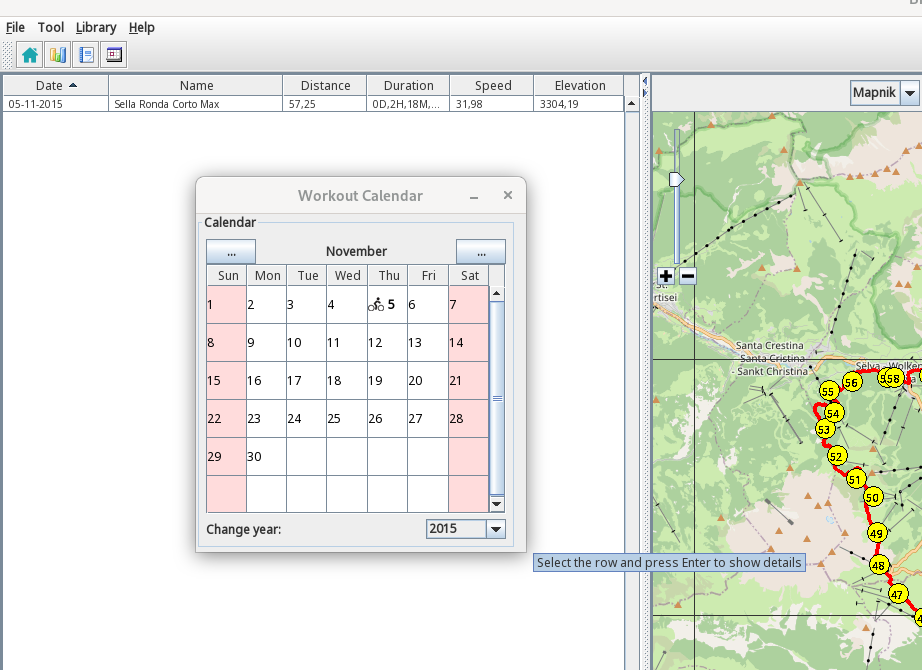 File Tool Library Help
Date Name Distance Duration Speed Elevation
05-11-2015 Sella Ronda Corto Max 57,25 0D,2H,18M,... 31,98 3304,19
Mapnik
Workout Calendar
Calendar
... November ...
Sun Mon Tue Wed Thu Fri Sat
1 2 3 4 5 6 7
8 9 10 11 12 13 14
15 16 17 18 19 20 21
22 23 24 25 26 27 28
29 30
Change year: 2015
Select the row and press Enter to show details
St.
rtisei
Santa Crestina
Santa Cristina
- Sankt Christina
Selva - Wolken
58
56
55
54
53
52
51
50
49
48
47